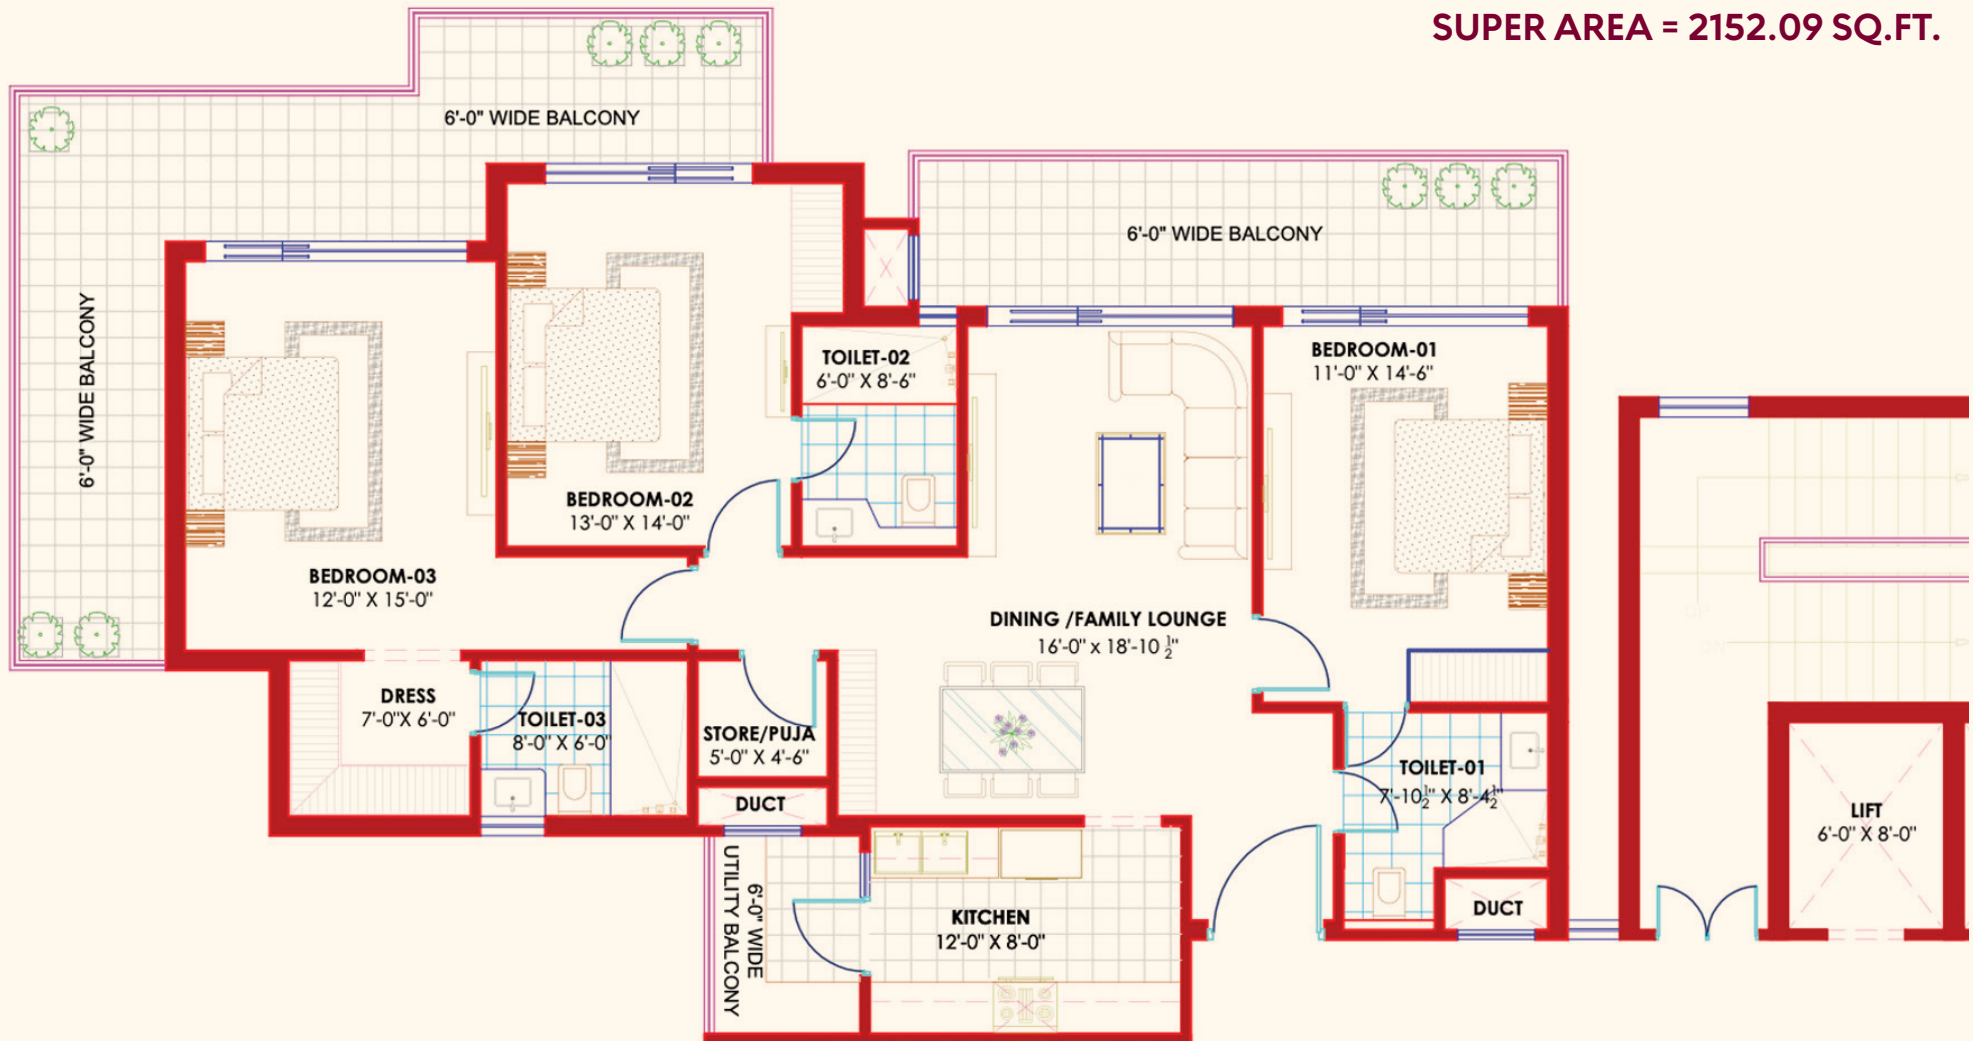 SUPER AREA = 2152.09 SQ.FT.
6'-0" WIDE BALCONY
6'-0" WIDE BALCONY
6'-0" WIDE BALCONY
BEDROOM-01
11'-0" X 14'-6"
TOILET-02
6'-0" X 8'-6"
BEDROOM-02
13'-0" X 14'-0"
BEDROOM-03
12'-0" X 15'-0"
DINING /FAMILY LOUNGE
16'-0" x 18'-10 1/2"
DRESS
7'-0"X 6'-0"
TOILET-03
8'-0" X 6'-0"
STORE/PUJA
5'-0" X 4'-6"
TOILET-01
7'-10 1/2" X 8'-4 1/2"
DUCT
LIFT
6'-0" X 8'-0"
6'-0" WIDE
UTILITY BALCONY
KITCHEN
12'-0" X 8'-0"
DUCT